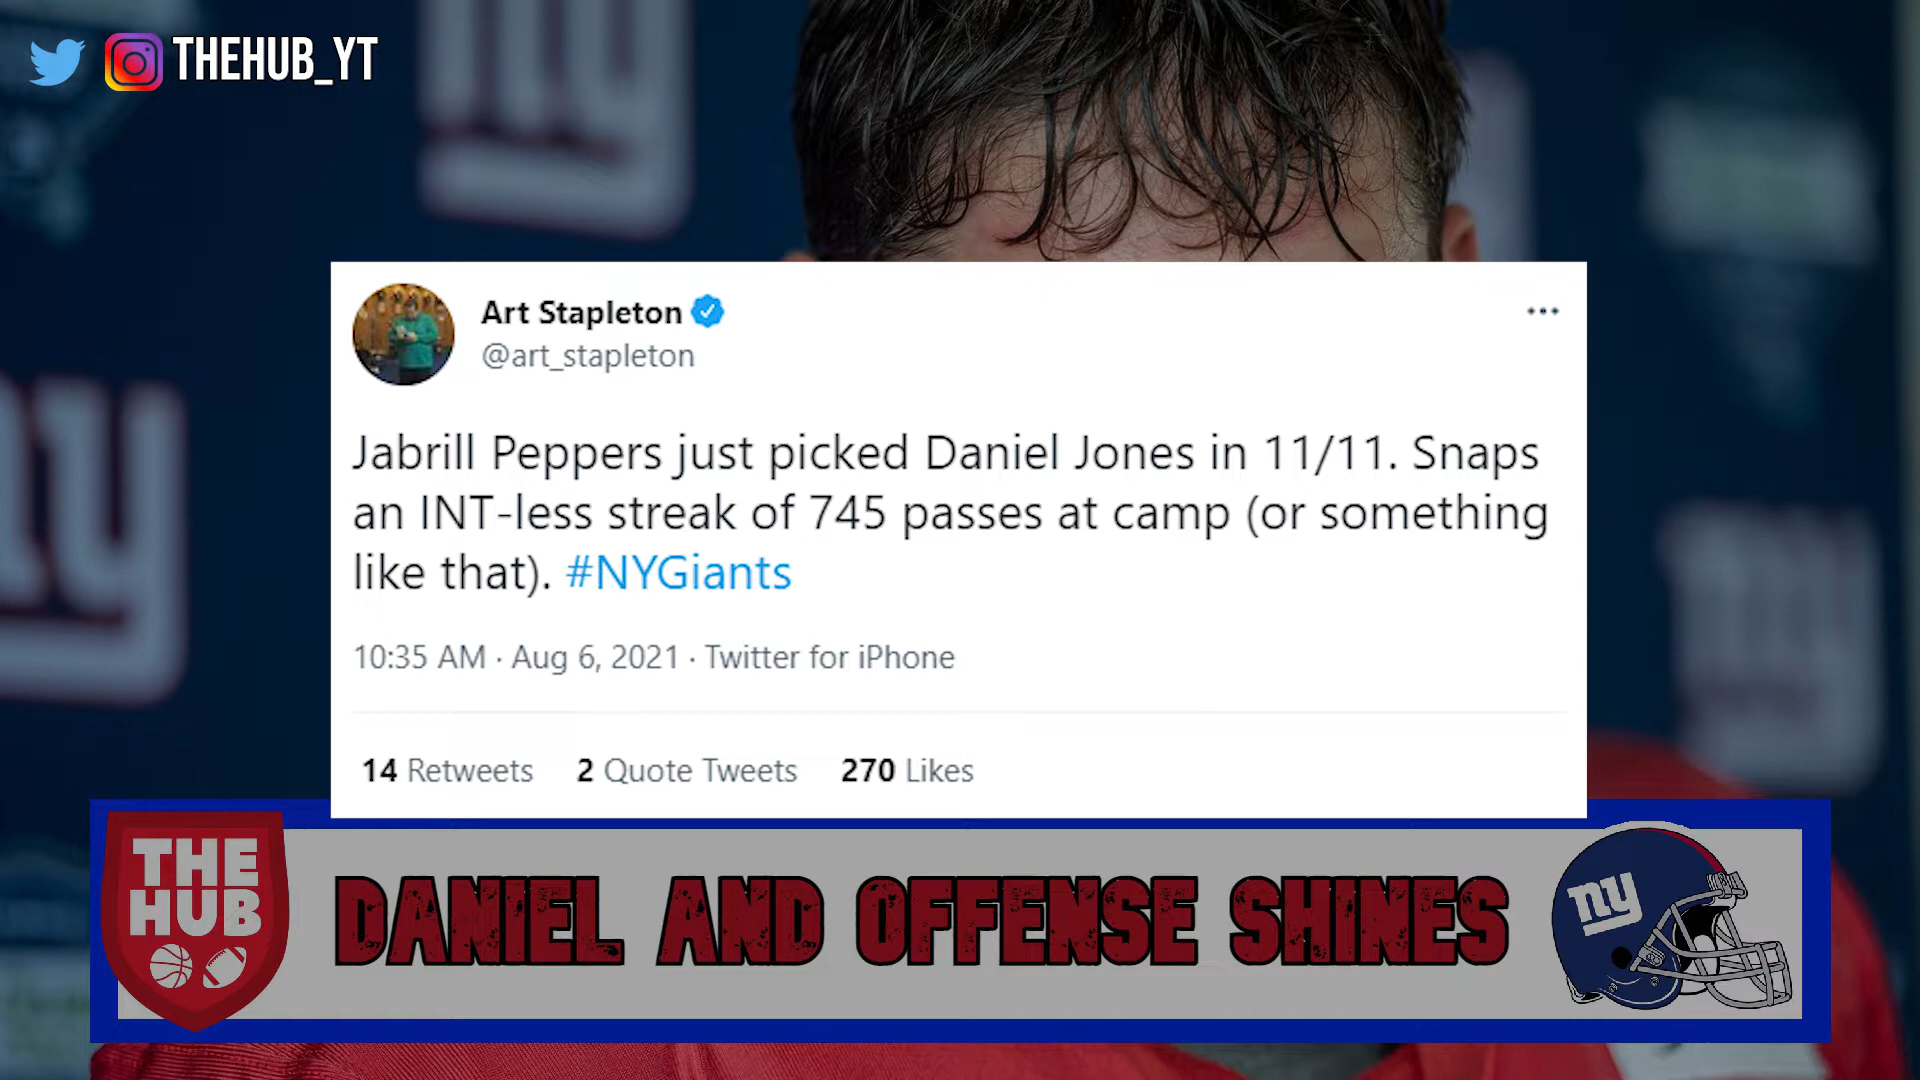 THEHUB_YT
ny
ny
Art Stapleton
@art_stapleton
Jabrill Peppers just picked Daniel Jones in 11/11. Snaps
an INT-less streak of 745 passes at camp (or something
like that). #NYGiants
10:35 AM · Aug 6, 2021 · Twitter for iPhone
14 Retweets 2 Quote Tweets 270 Likes
THE
HUB
DANIEL AND OFFENSE SHINES
ny